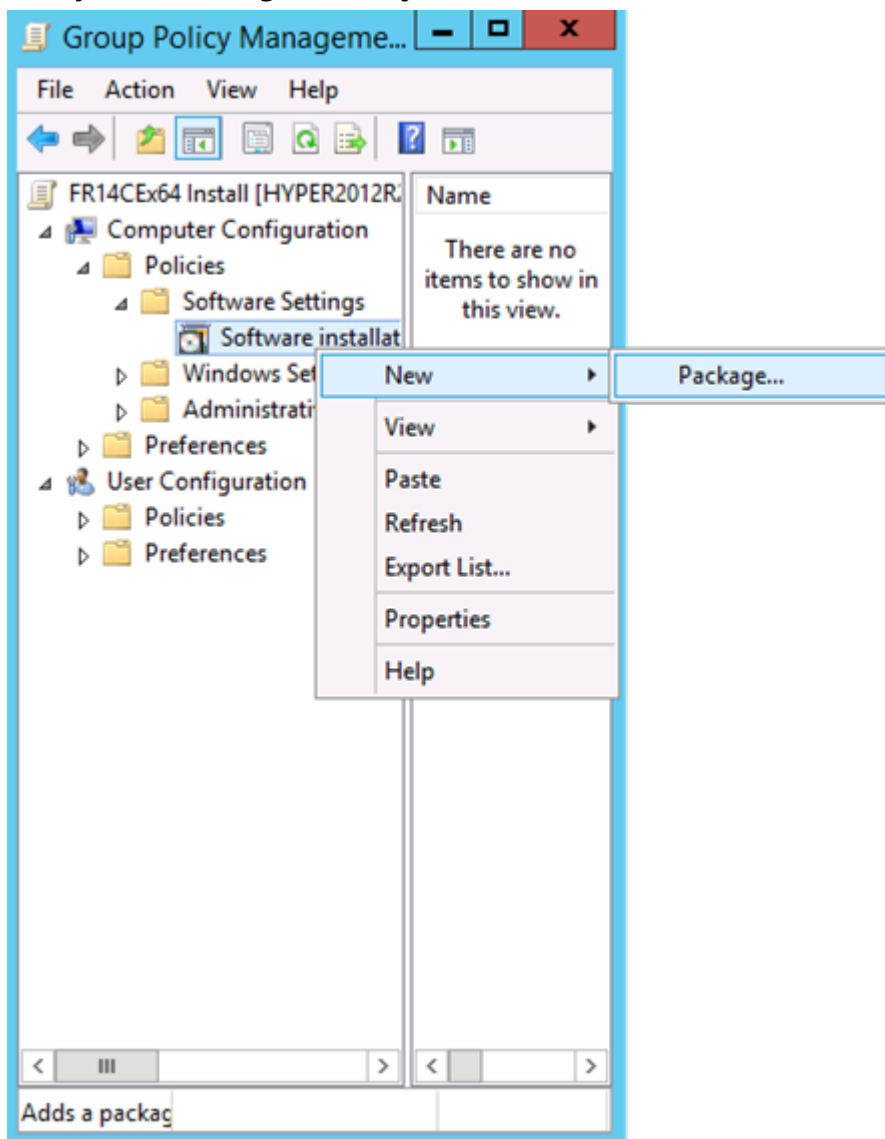 Group Policy Manageme...
File Action View Help
FR14CEx64 Install [HYPER2012R2
Name
Computer Configuration
There are no
Policies
items to show in
Software Settings
this view.
Software installat
Windows Set
New
Package...
Administrati
View
Preferences
User Configuration
Paste
Policies
Refresh
Preferences
Export List...
Properties
Help
Adds a packag